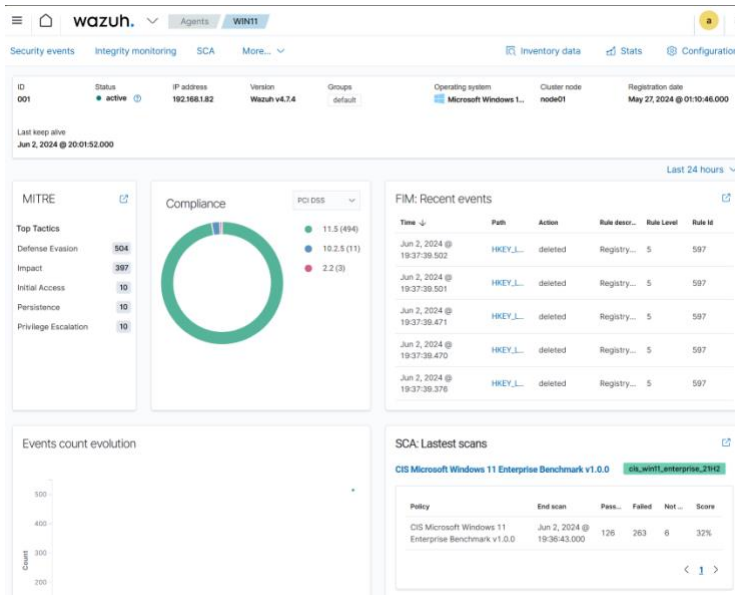 wazuh. Agents WIN11 a
Security events Integrity monitoring SCA More... Inventory data Stats Configuration
ID Status IP address Version Groups Operating system Cluster node Registration date
001 active 192.168.1.82 Wazuh v4.7.4 default Microsoft Windows 1... node01 May 27, 2024 @ 01:10:46.000
Last keep alive
Jun 2, 2024 @ 20:01:52.000
Last 24 hours
MITRE
Top Tactics
Defense Evasion 504
Impact 397
Initial Access 10
Persistence 10
Privilege Escalation 10
Compliance PCI DSS
11.5 (494)
10.2.5 (11)
2.2 (3)
FIM: Recent events
Time Path Action Rule descr... Rule Level Rule Id
Jun 2, 2024 @
19:37:39.502 HKEY_L... deleted Registry... 5 597
Jun 2, 2024 @
19:37:39.501 HKEY_L... deleted Registry... 5 597
Jun 2, 2024 @
19:37:39.471 HKEY_L... deleted Registry... 5 597
Jun 2, 2024 @
19:37:39.470 HKEY_L... deleted Registry... 5 597
Jun 2, 2024 @
19:37:39.376 HKEY_L... deleted Registry... 5 597
Events count evolution
500
400
300
200
Count
SCA: Lastest scans
CIS Microsoft Windows 11 Enterprise Benchmark v1.0.0 cis_win11_enterprise_21H2
Policy End scan Pass... Failed Not ... Score
CIS Microsoft Windows 11 Jun 2, 2024 @
Enterprise Benchmark v1.0.0 19:36:43.000 126 263 6 32%
< 1 >